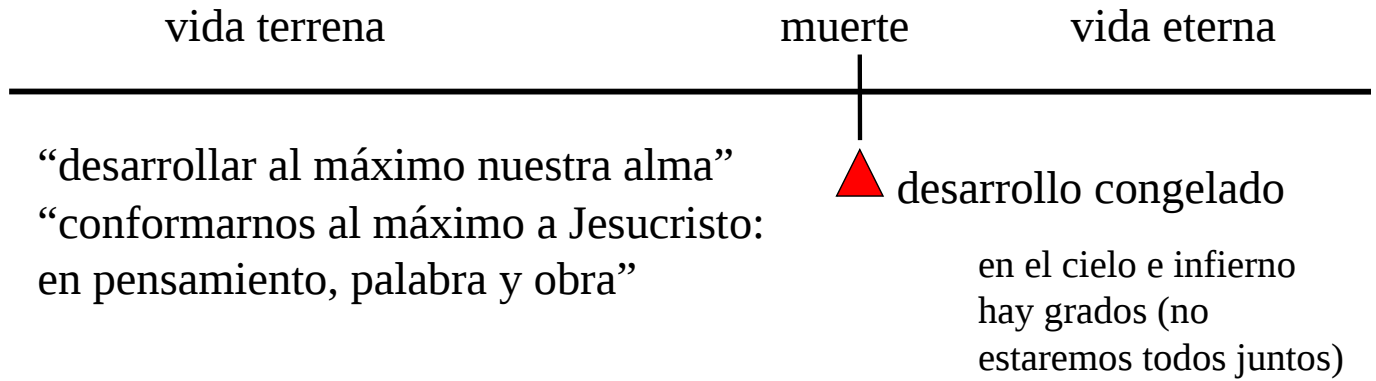 vida terrena
muerte
vida eterna
“desarrollar al máximo nuestra alma”
“conformarnos al máximo a Jesucristo:
en pensamiento, palabra y obra”
desarrollo congelado
en el cielo e infierno
hay grados (no
estaremos todos juntos)